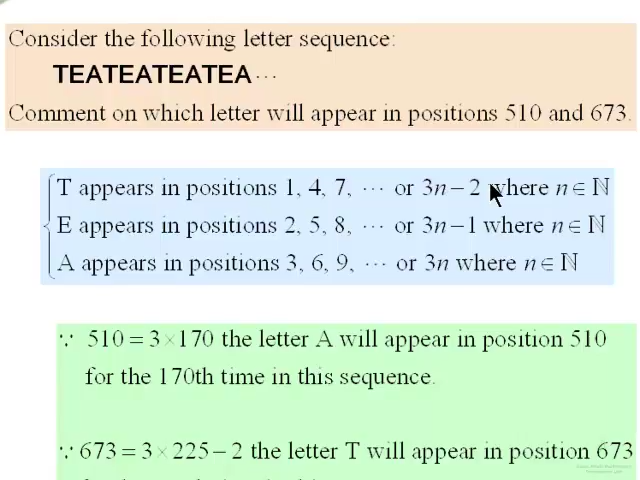 Consider the following letter sequence:
TEATEATEATEA⋯
Comment on which letter will appear in positions 510 and 673.
T appears in positions 1, 4, 7, ⋯ or 3n − 2 where n ∈ ℕ
E appears in positions 2, 5, 8, ⋯ or 3n − 1 where n ∈ ℕ
A appears in positions 3, 6, 9, ⋯ or 3n where n ∈ ℕ
∵ 510 = 3 × 170 the letter A will appear in position 510
for the 170th time in this sequence.
∵ 673 = 3 × 225 − 2 the letter T will appear in position 673